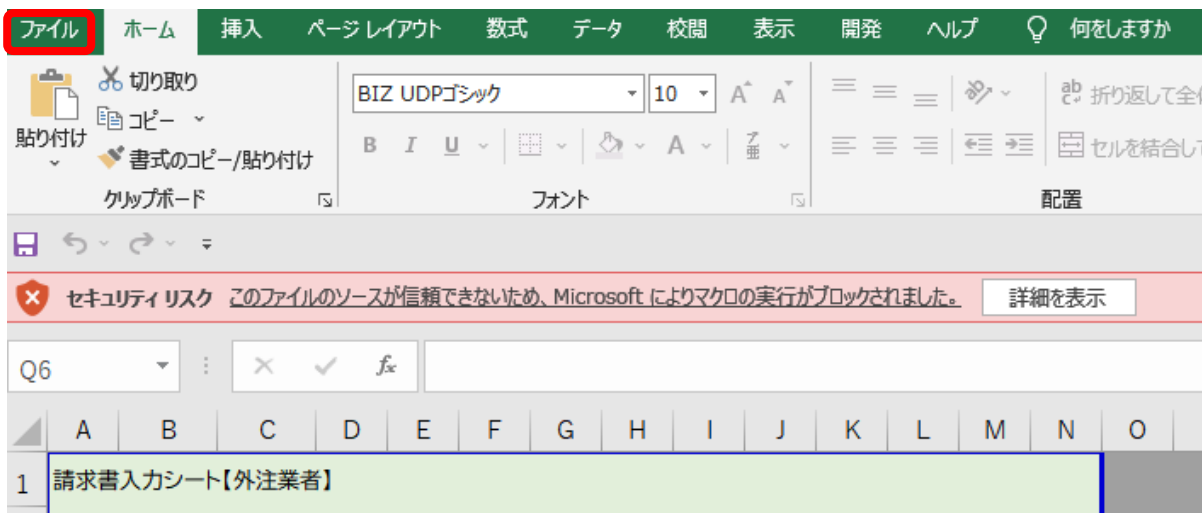 ファイル ホーム 挿入 ページ レイアウト 数式 データ 校閲 表示 開発 ヘルプ 何をしますか
切り取り
コピー
書式のコピー/貼り付け
貼り付け
クリップボード
BIZ UDPゴシック 10 A A
B I U A ア亜
フォント
ab 折り返して全
セルを結合し
配置
セキュリティ リスク このファイルのソースが信頼できないため、Microsoft によりマクロの実行がブロックされました。 詳細を表示
Q6 fx
A B C D E F G H I J K L M N O
1 請求書入力シート【外注業者】